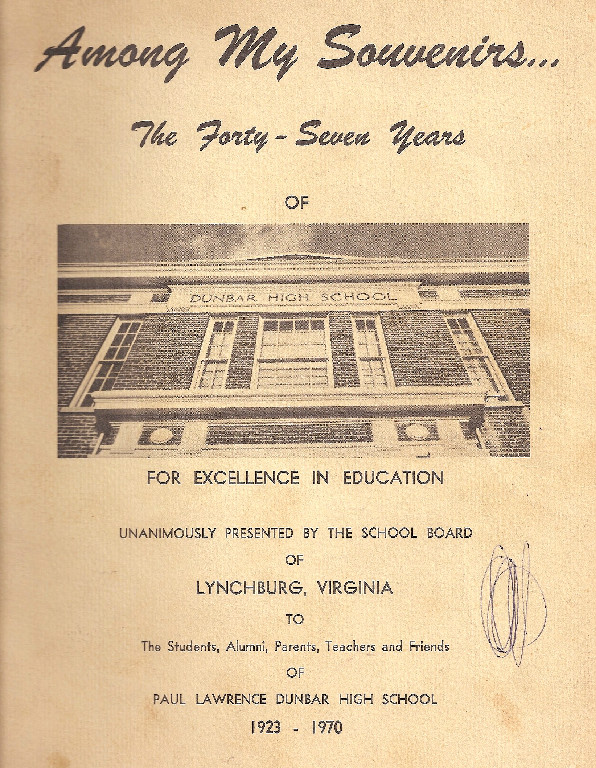 Among My Souvenirs...
The Forty-Seven Years
OF
DUNBAR HIGH SCHOOL
FOR EXCELLENCE IN EDUCATION
UNANIMOUSLY PRESENTED BY THE SCHOOL BOARD
OF
LYNCHBURG, VIRGINIA
TO
The Students, Alumni, Parents, Teachers and Friends
OF
PAUL LAWRENCE DUNBAR HIGH SCHOOL
1923 - 1970